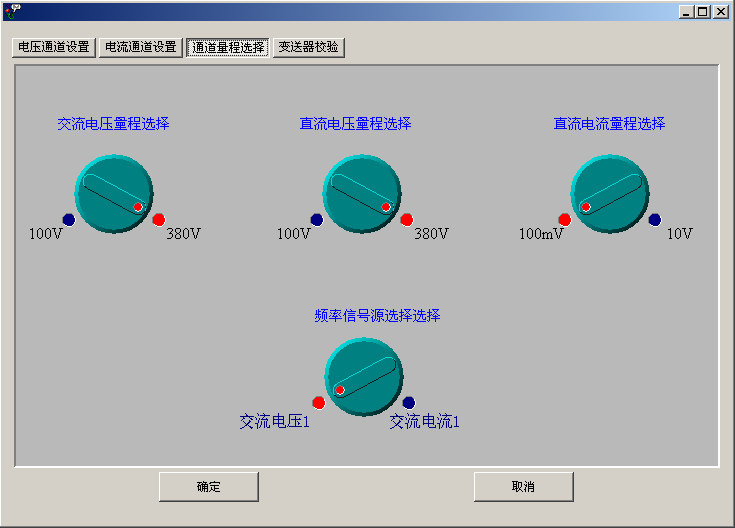 电压通道设置 电流通道设置 通道量程选择 变送器校验
交流电压量程选择 直流电压量程选择 直流电流量程选择
100V 380V 100V 380V 100mV 10V
频率信号源选择选择
交流电压1 交流电流1
确定 取消